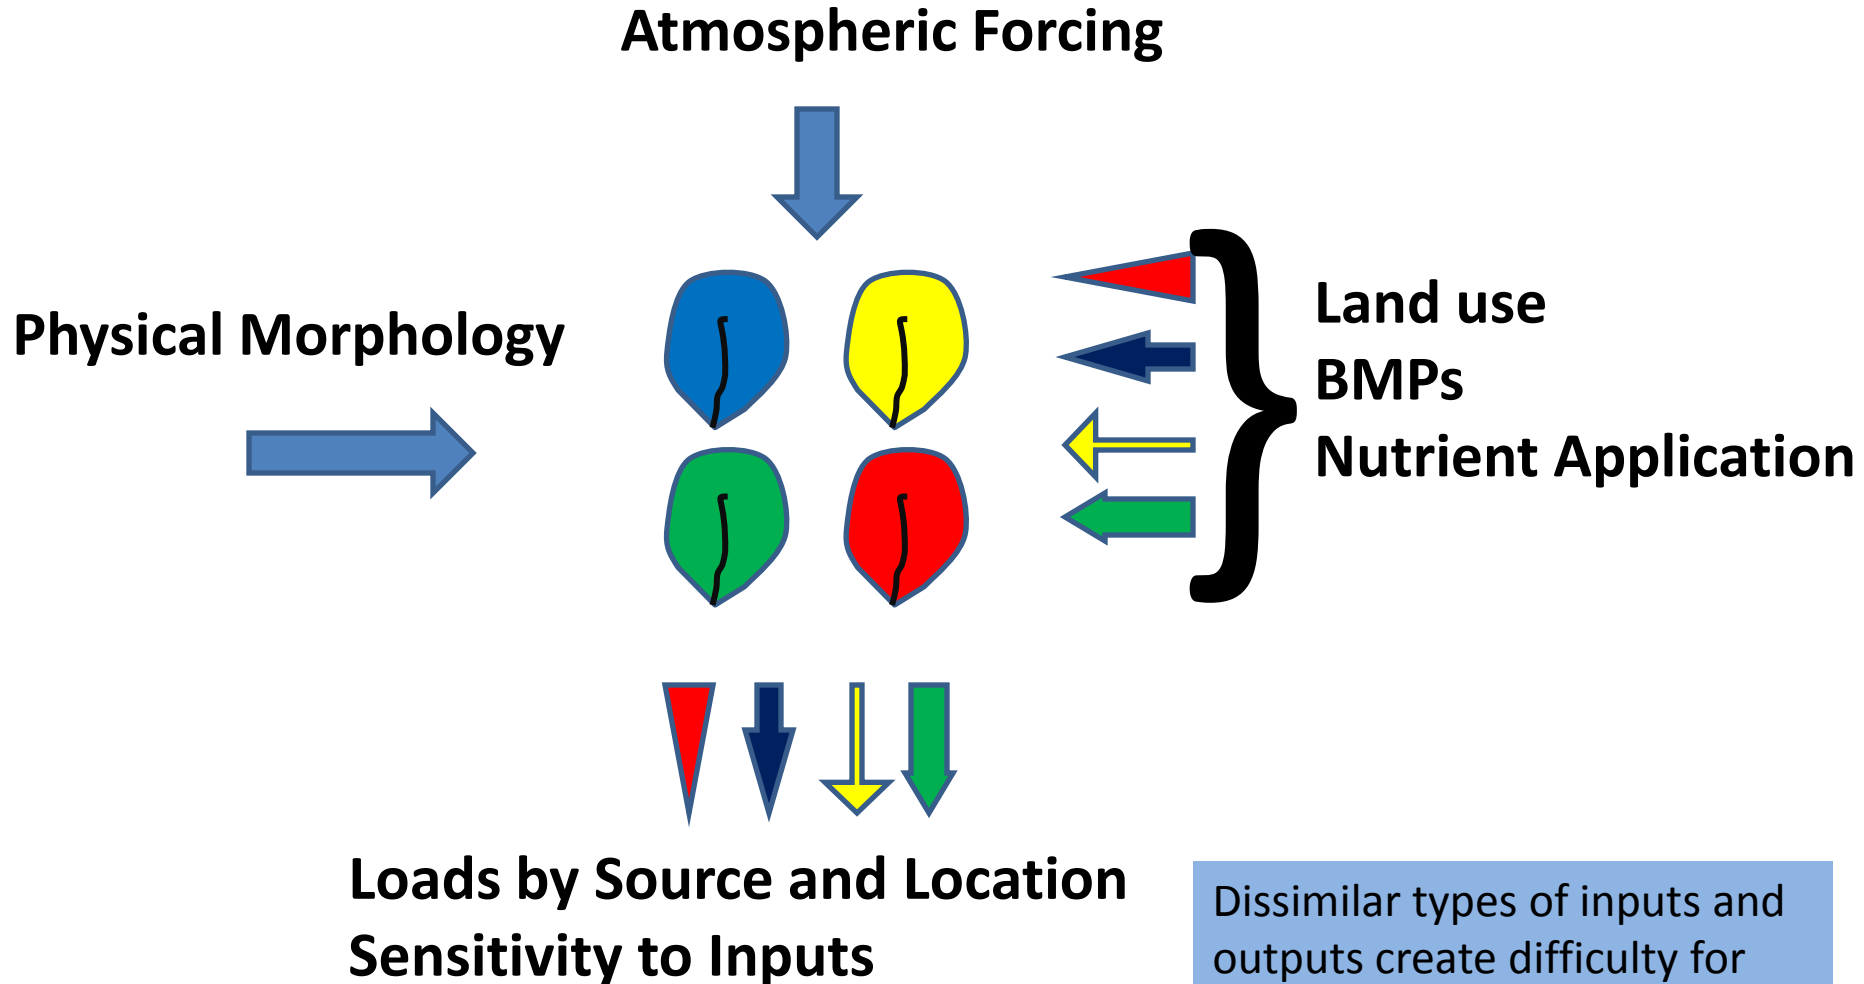 Atmospheric Forcing
Physical Morphology
Land use
BMPs
Nutrient Application
Loads by Source and Location
Sensitivity to Inputs
Dissimilar types of inputs and
outputs create difficulty for